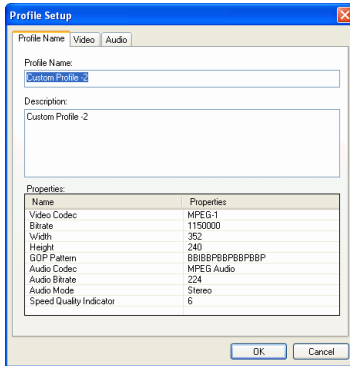 Profile Setup
Profile Name Video Audio
Profile Name:
Custom Profile -2
Description:
Custom Profile -2
Properties:
Name Properties
Video Codec MPEG-1
Bitrate 1150000
Width 352
Height 240
GOP Pattern BBIBBPBBPBBPBBP
Audio Codec MPEG Audio
Audio Bitrate 224
Audio Mode Stereo
Speed Quality Indicator 6
OK Cancel